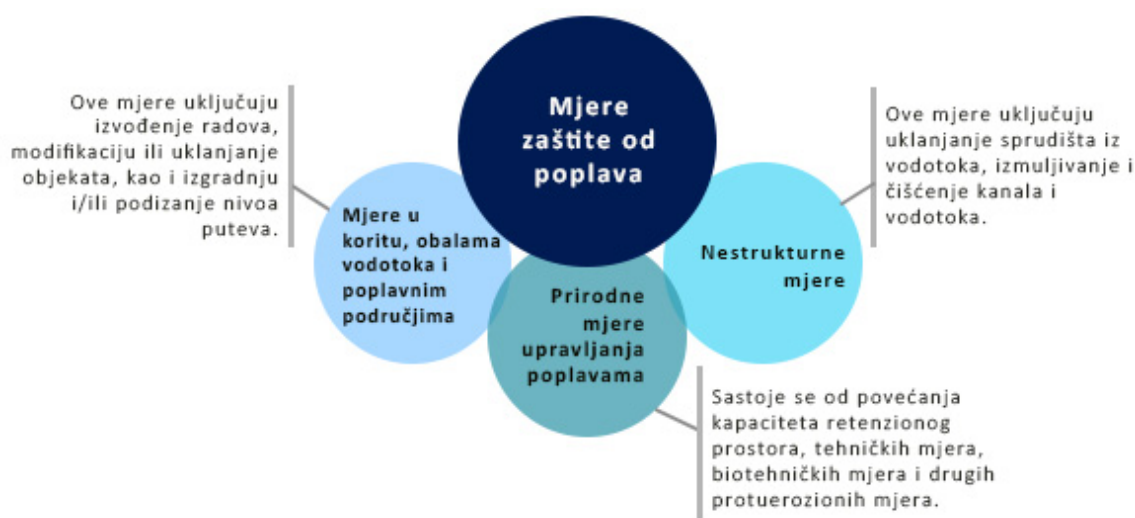 Mjere
zaštite od
poplava
Ove mjere uključuju
izvođenje radova,
modifikaciju ili uklanjanje
objekata, kao i izgradnju
i/ili podizanje nivoa
puteva.
Mjere u
koritu, obalama
vodotoka i
poplavnim
područjima
Prirodne
mjere
upravljanja
poplavama
Sastoje se od povećanja
kapaciteta retenzionog
prostora, tehničkih mjera,
biotehničkih mjera i drugih
protuerozionih mjera.
Nestrukturne
mjere
Ove mjere uključuju
uklanjanje sprudišta iz
vodotoka, izmuljivanje i
čišćenje kanala i
vodotoka.